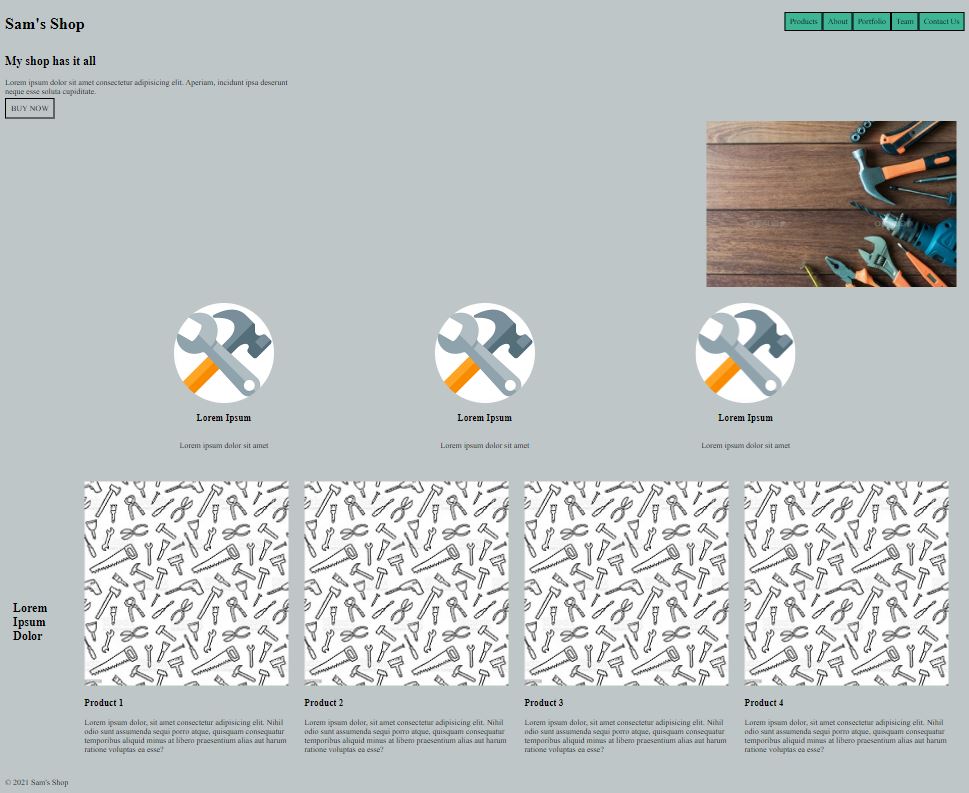 Sam's Shop
Products About Portfolio Team Contact Us
My shop has it all
Lorem ipsum dolor sit amet consectetur adipisicing elit. Aperiam, incidunt ipsa deserunt
neque esse soluta cupiditate.
BUY NOW
Lorem Ipsum
Lorem ipsum dolor sit amet
Lorem Ipsum
Lorem ipsum dolor sit amet
Lorem Ipsum
Lorem ipsum dolor sit amet
Lorem
Ipsum
Dolor
Product 1
Lorem ipsum dolor, sit amet consectetur adipisicing elit. Nihil
odio sunt assumenda sequi porro atque, quisquam consequatur
temporibus aliquid minus at libero praesentium alias aut harum
ratione voluptas ea esse?
Product 2
Lorem ipsum dolor, sit amet consectetur adipisicing elit. Nihil
odio sunt assumenda sequi porro atque, quisquam consequatur
temporibus aliquid minus at libero praesentium alias aut harum
ratione voluptas ea esse?
Product 3
Lorem ipsum dolor, sit amet consectetur adipisicing elit. Nihil
odio sunt assumenda sequi porro atque, quisquam consequatur
temporibus aliquid minus at libero praesentium alias aut harum
ratione voluptas ea esse?
Product 4
Lorem ipsum dolor, sit amet consectetur adipisicing elit. Nihil
odio sunt assumenda sequi porro atque, quisquam consequatur
temporibus aliquid minus at libero praesentium alias aut harum
ratione voluptas ea esse?
© 2021 Sam's Shop